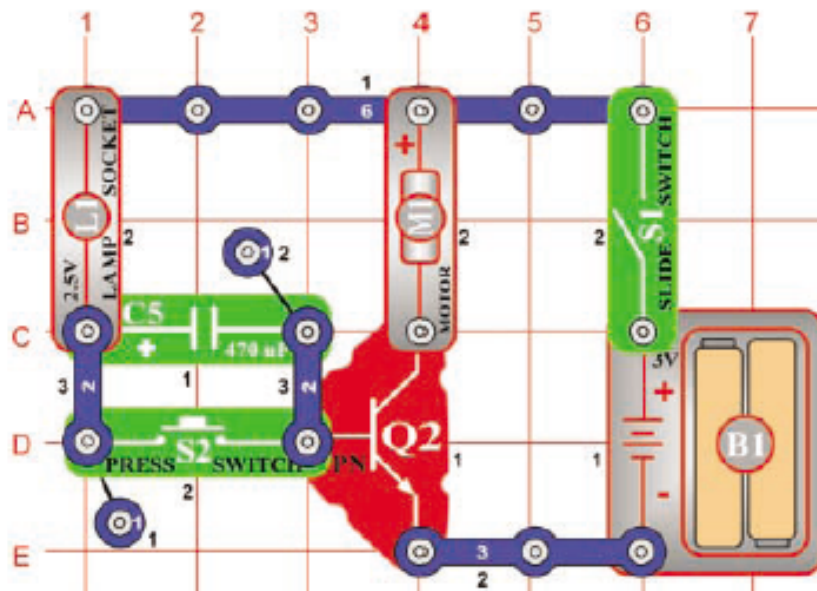 1 2 3 4 5 6 7
A
1
6
2.5V LAMP SOCKET
L1
2
+
M1
MOTOR
2
SLIDE SWITCH
S1
2
B
1 2
C
C5
+
470 uF
1
3V
+
3
2
3
2
D
S2
PRESS SWITCH
2
PN
Q2
1
1
B1
-
1
1
E
3
2